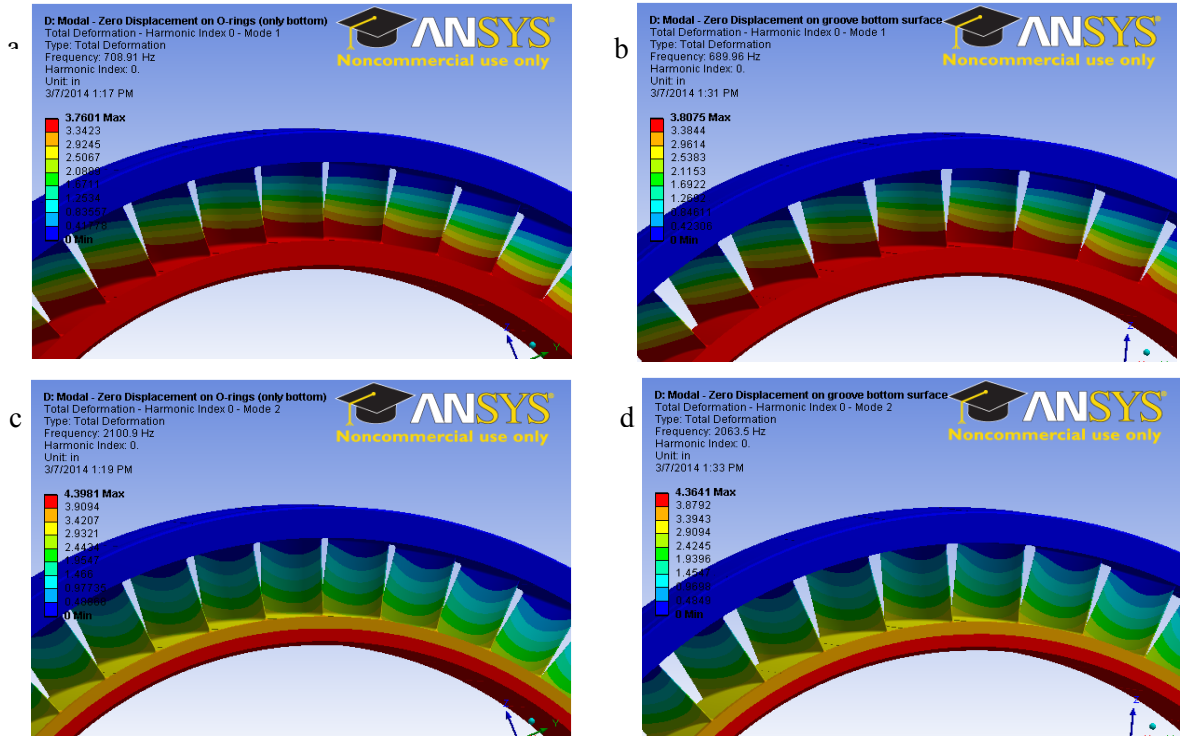 a
D: Modal - Zero Displacement on O-rings (only bottom)
Total Deformation - Harmonic Index 0 - Mode 1
Type: Total Deformation
Frequency: 708.91 Hz
Harmonic Index: 0.
Unit: in
3/7/2014 1:17 PM
ANSYS
Noncommercial use only
3.7601 Max
3.3423
2.9245
2.5067
0 Min
Z
Y
b
D: Modal - Zero Displacement on groove bottom surface
Total Deformation - Harmonic Index 0 - Mode 1
Type: Total Deformation
Frequency: 689.96 Hz
Harmonic Index: 0.
Unit: in
3/7/2014 1:31 PM
ANSYS
Noncommercial use only
3.8075 Max
3.3844
2.9614
2.5383
2.1153
1.6922
0 Min
Z
c
D: Modal - Zero Displacement on O-rings (only bottom)
Total Deformation - Harmonic Index 0 - Mode 2
Type: Total Deformation
Frequency: 2100.9 Hz
Harmonic Index: 0.
Unit: in
3/7/2014 1:19 PM
ANSYS
Noncommercial use only
4.3981 Max
3.9094
3.4207
2.9321
0 Min
Z
Y
d
D: Modal - Zero Displacement on groove bottom surface
Total Deformation - Harmonic Index 0 - Mode 2
Type: Total Deformation
Frequency: 2063.5 Hz
Harmonic Index: 0.
Unit: in
3/7/2014 1:33 PM
ANSYS
Noncommercial use only
4.3641 Max
3.8792
3.3943
2.9094
2.4245
1.9396
0 Min
Z